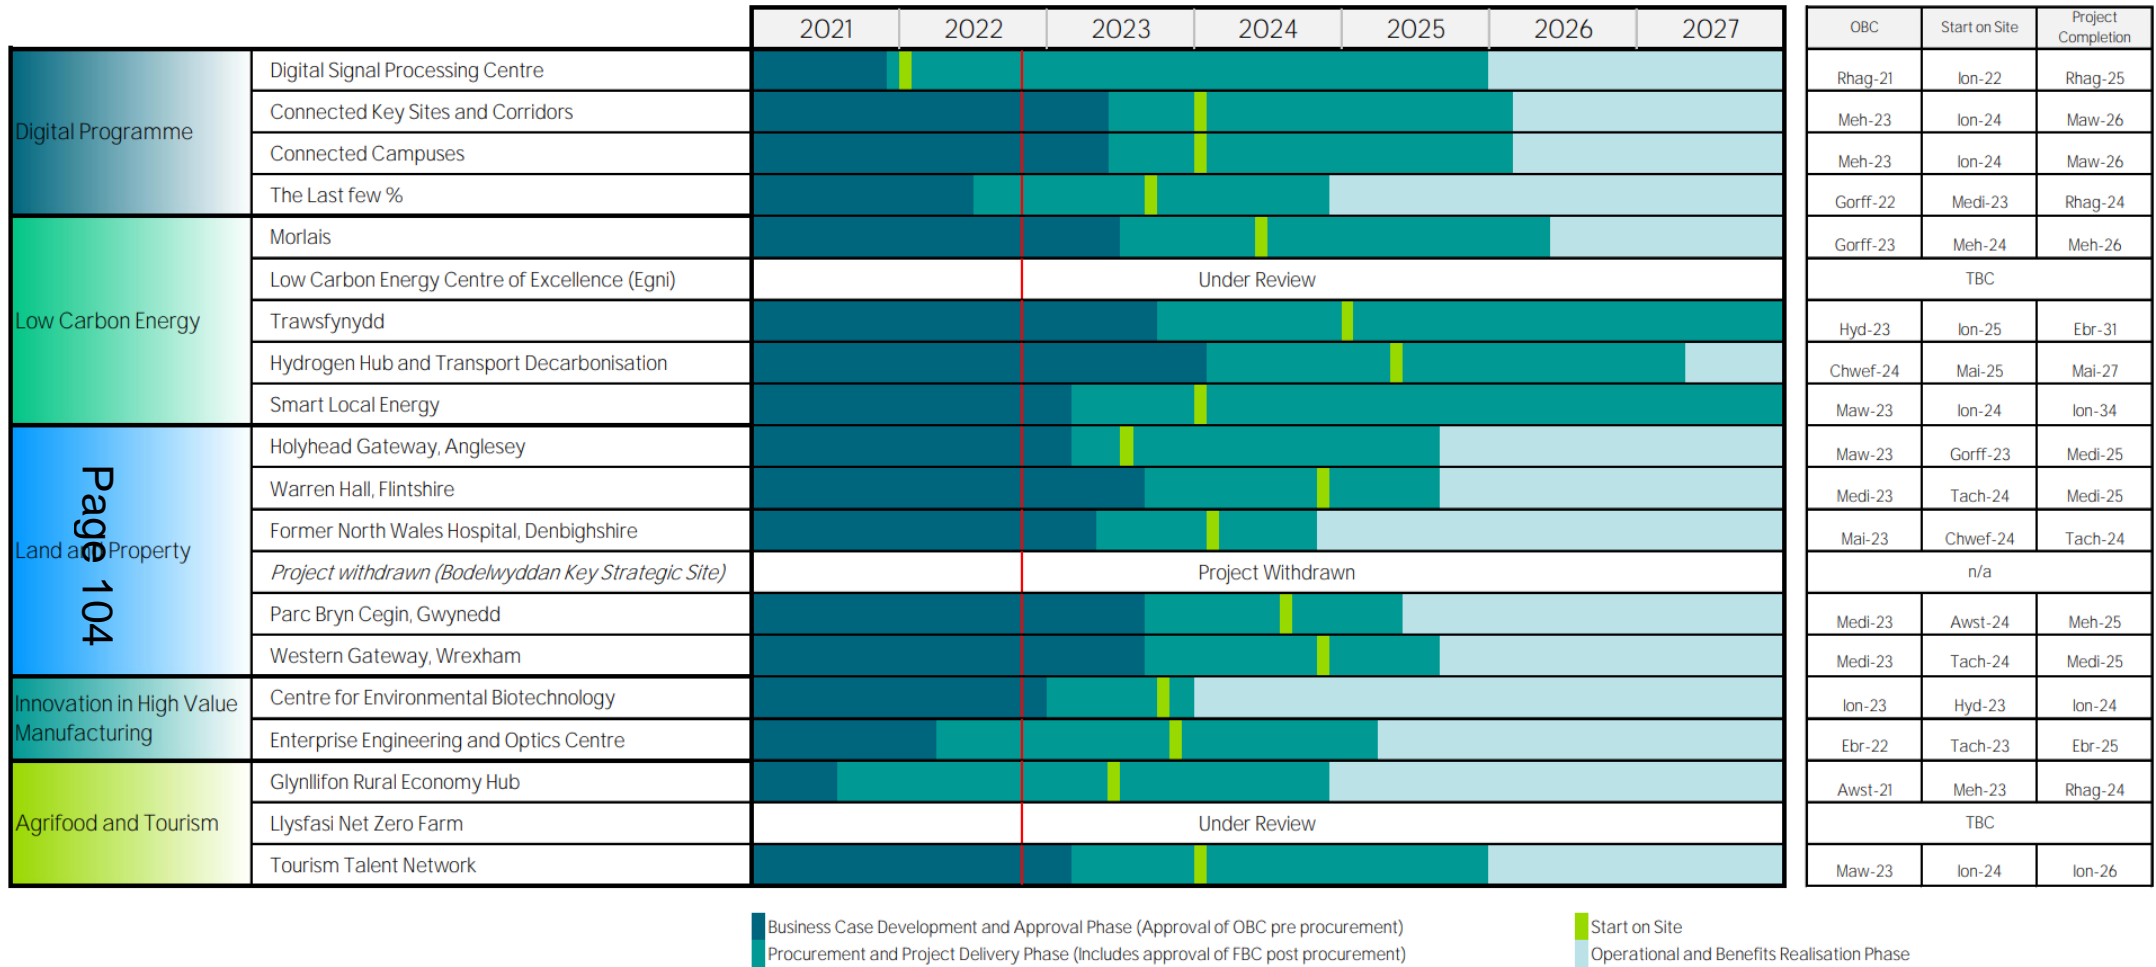 2021 2022 2023 2024 2025 2026 2027 OBC Start on Site Project Completion
Digital Programme
Digital Signal Processing Centre Rhag-21 Ion-22 Rhag-25
Connected Key Sites and Corridors Meh-23 Ion-24 Maw-26
Connected Campuses Meh-23 Ion-24 Maw-26
The Last few % Gorff-22 Medi-23 Rhag-24
Low Carbon Energy
Morlais Gorff-23 Meh-24 Meh-26
Low Carbon Energy Centre of Excellence (Egni) Under Review TBC
Trawsfynydd Hyd-23 Ion-25 Ebr-31
Hydrogen Hub and Transport Decarbonisation Chwef-24 Mai-25 Mai-27
Smart Local Energy Maw-23 Ion-24 Ion-34
Land and Property
Page 104
Holyhead Gateway, Anglesey Maw-23 Gorff-23 Medi-25
Warren Hall, Flintshire Medi-23 Tach-24 Medi-25
Former North Wales Hospital, Denbighshire Mai-23 Chwef-24 Tach-24
Project withdrawn (Bodelwyddan Key Strategic Site) Project Withdrawn n/a
Parc Bryn Cegin, Gwynedd Medi-23 Awst-24 Meh-25
Western Gateway, Wrexham Medi-23 Tach-24 Medi-25
Innovation in High Value
Manufacturing
Centre for Environmental Biotechnology Ion-23 Hyd-23 Ion-24
Enterprise Engineering and Optics Centre Ebr-22 Tach-23 Ebr-25
Agrifood and Tourism
Glynllifon Rural Economy Hub Awst-21 Meh-23 Rhag-24
Llysfasi Net Zero Farm Under Review TBC
Tourism Talent Network Maw-23 Ion-24 Ion-26
Business Case Development and Approval Phase (Approval of OBC pre procurement) Start on Site
Procurement and Project Delivery Phase (Includes approval of FBC post procurement) Operational and Benefits Realisation Phase